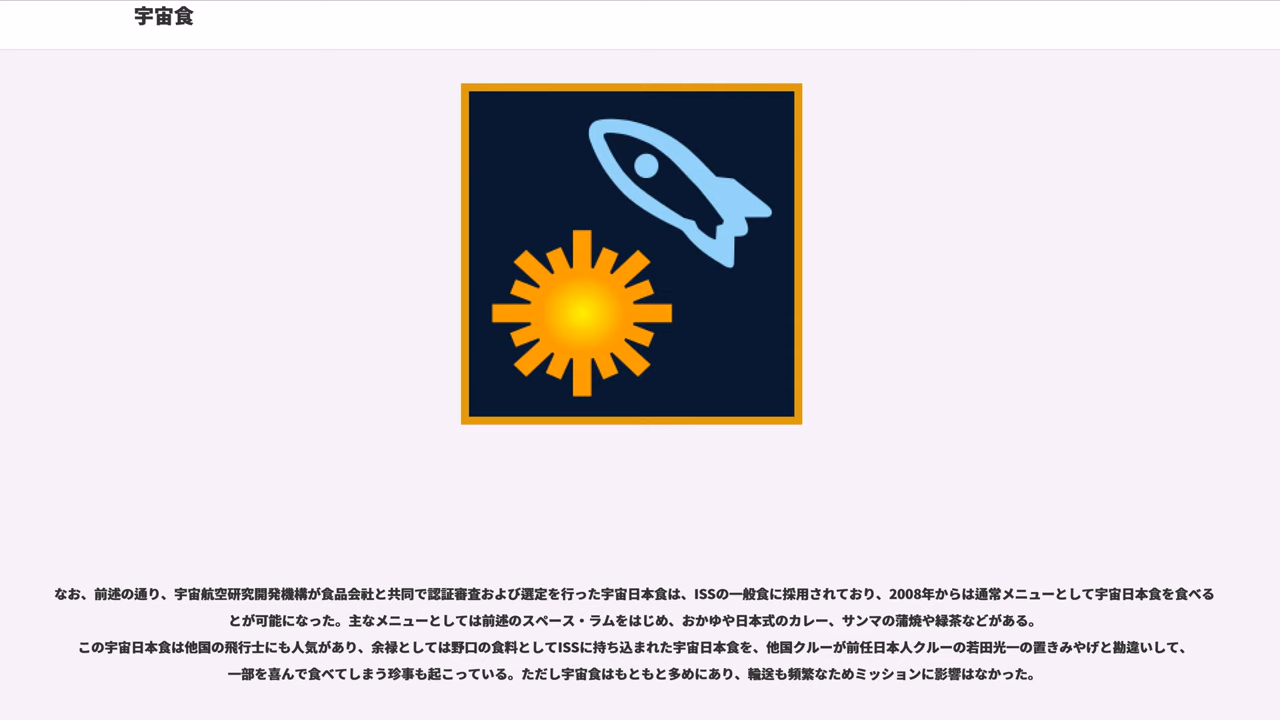 宇宙食
なお、前述の通り、宇宙航空研究開発機構が食品会社と共同で認証審査および選定を行った宇宙日本食は、ISSの一般食に採用されており、2008年からは通常メニューとして宇宙日本食を食べる
とが可能になった。主なメニューとしては前述のスペース・ラムをはじめ、おかゆや日本式のカレー、サンマの蒲焼や緑茶などがある。
この宇宙日本食は他国の飛行士にも人気があり、余禄としては野口の食料としてISSに持ち込まれた宇宙日本食を、他国クルーが前任日本人クルーの若田光一の置きみやげと勘違いして、
一部を喜んで食べてしまう珍事も起こっている。ただし宇宙食はもともと多めにあり、輸送も頻繁なためミッションに影響はなかった。